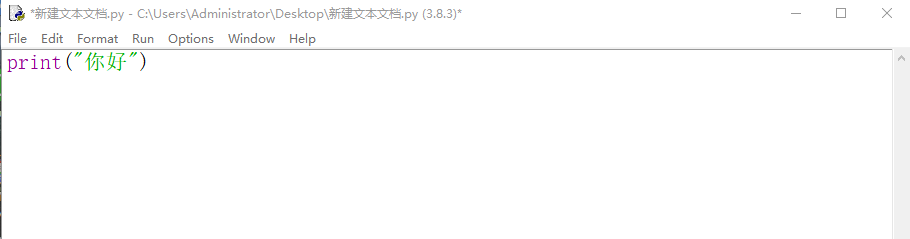 *新建文本文档.py - C:\Users\Administrator\Desktop\新建文本文档.py (3.8.3)*
File Edit Format Run Options Window Help
print("你好")